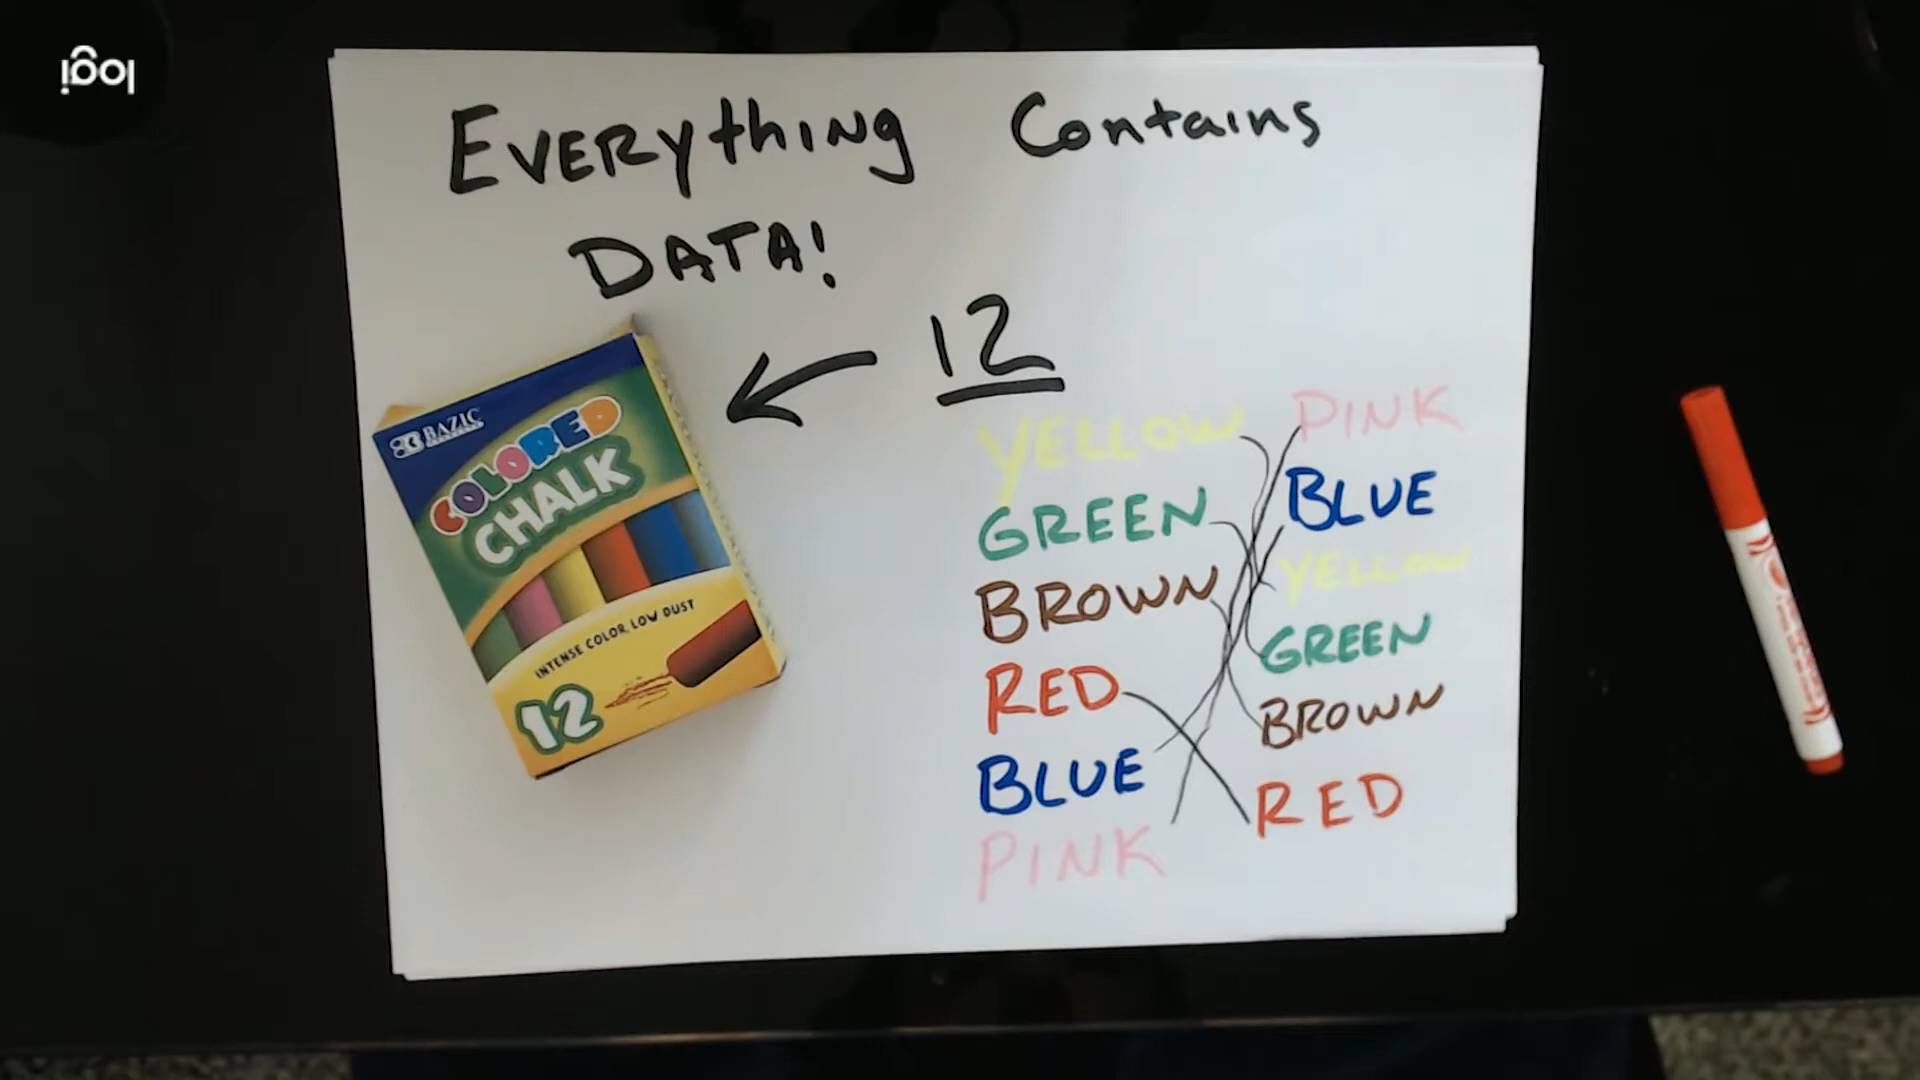 logi
EVERything Contains
DATA!
12
BAZIC
COLORED
CHALK
INTENSE COLOR, LOW DUST
12
YELLOW
GREEN
BROWN
RED
BLUE
PINK
PINK
BLUE
YELLOW
GREEN
BROWN
RED